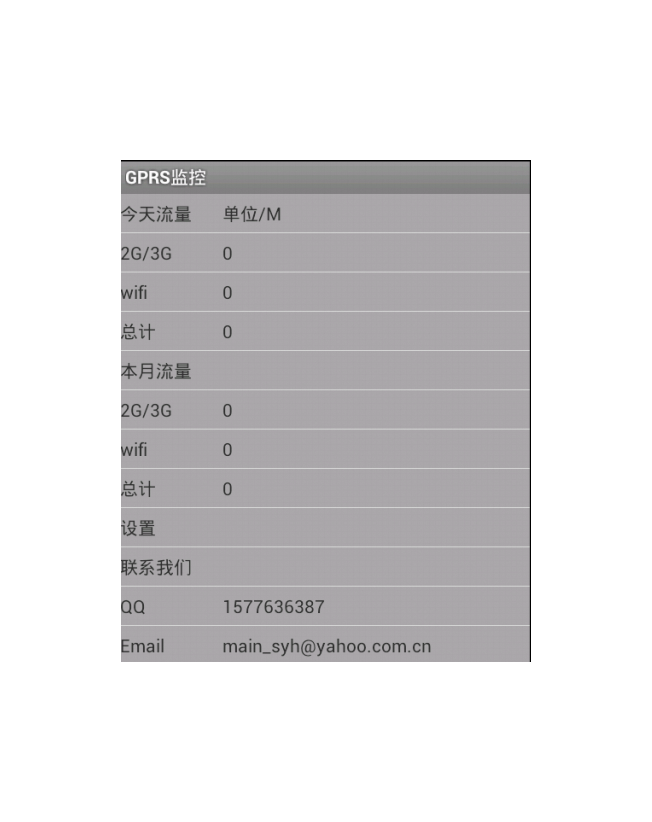 GPRS监控
今天流量 单位/M
2G/3G 0
wifi 0
总计 0
本月流量
2G/3G 0
wifi 0
总计 0
设置
联系我们
QQ 1577636387
Email main_syh@yahoo.com.cn